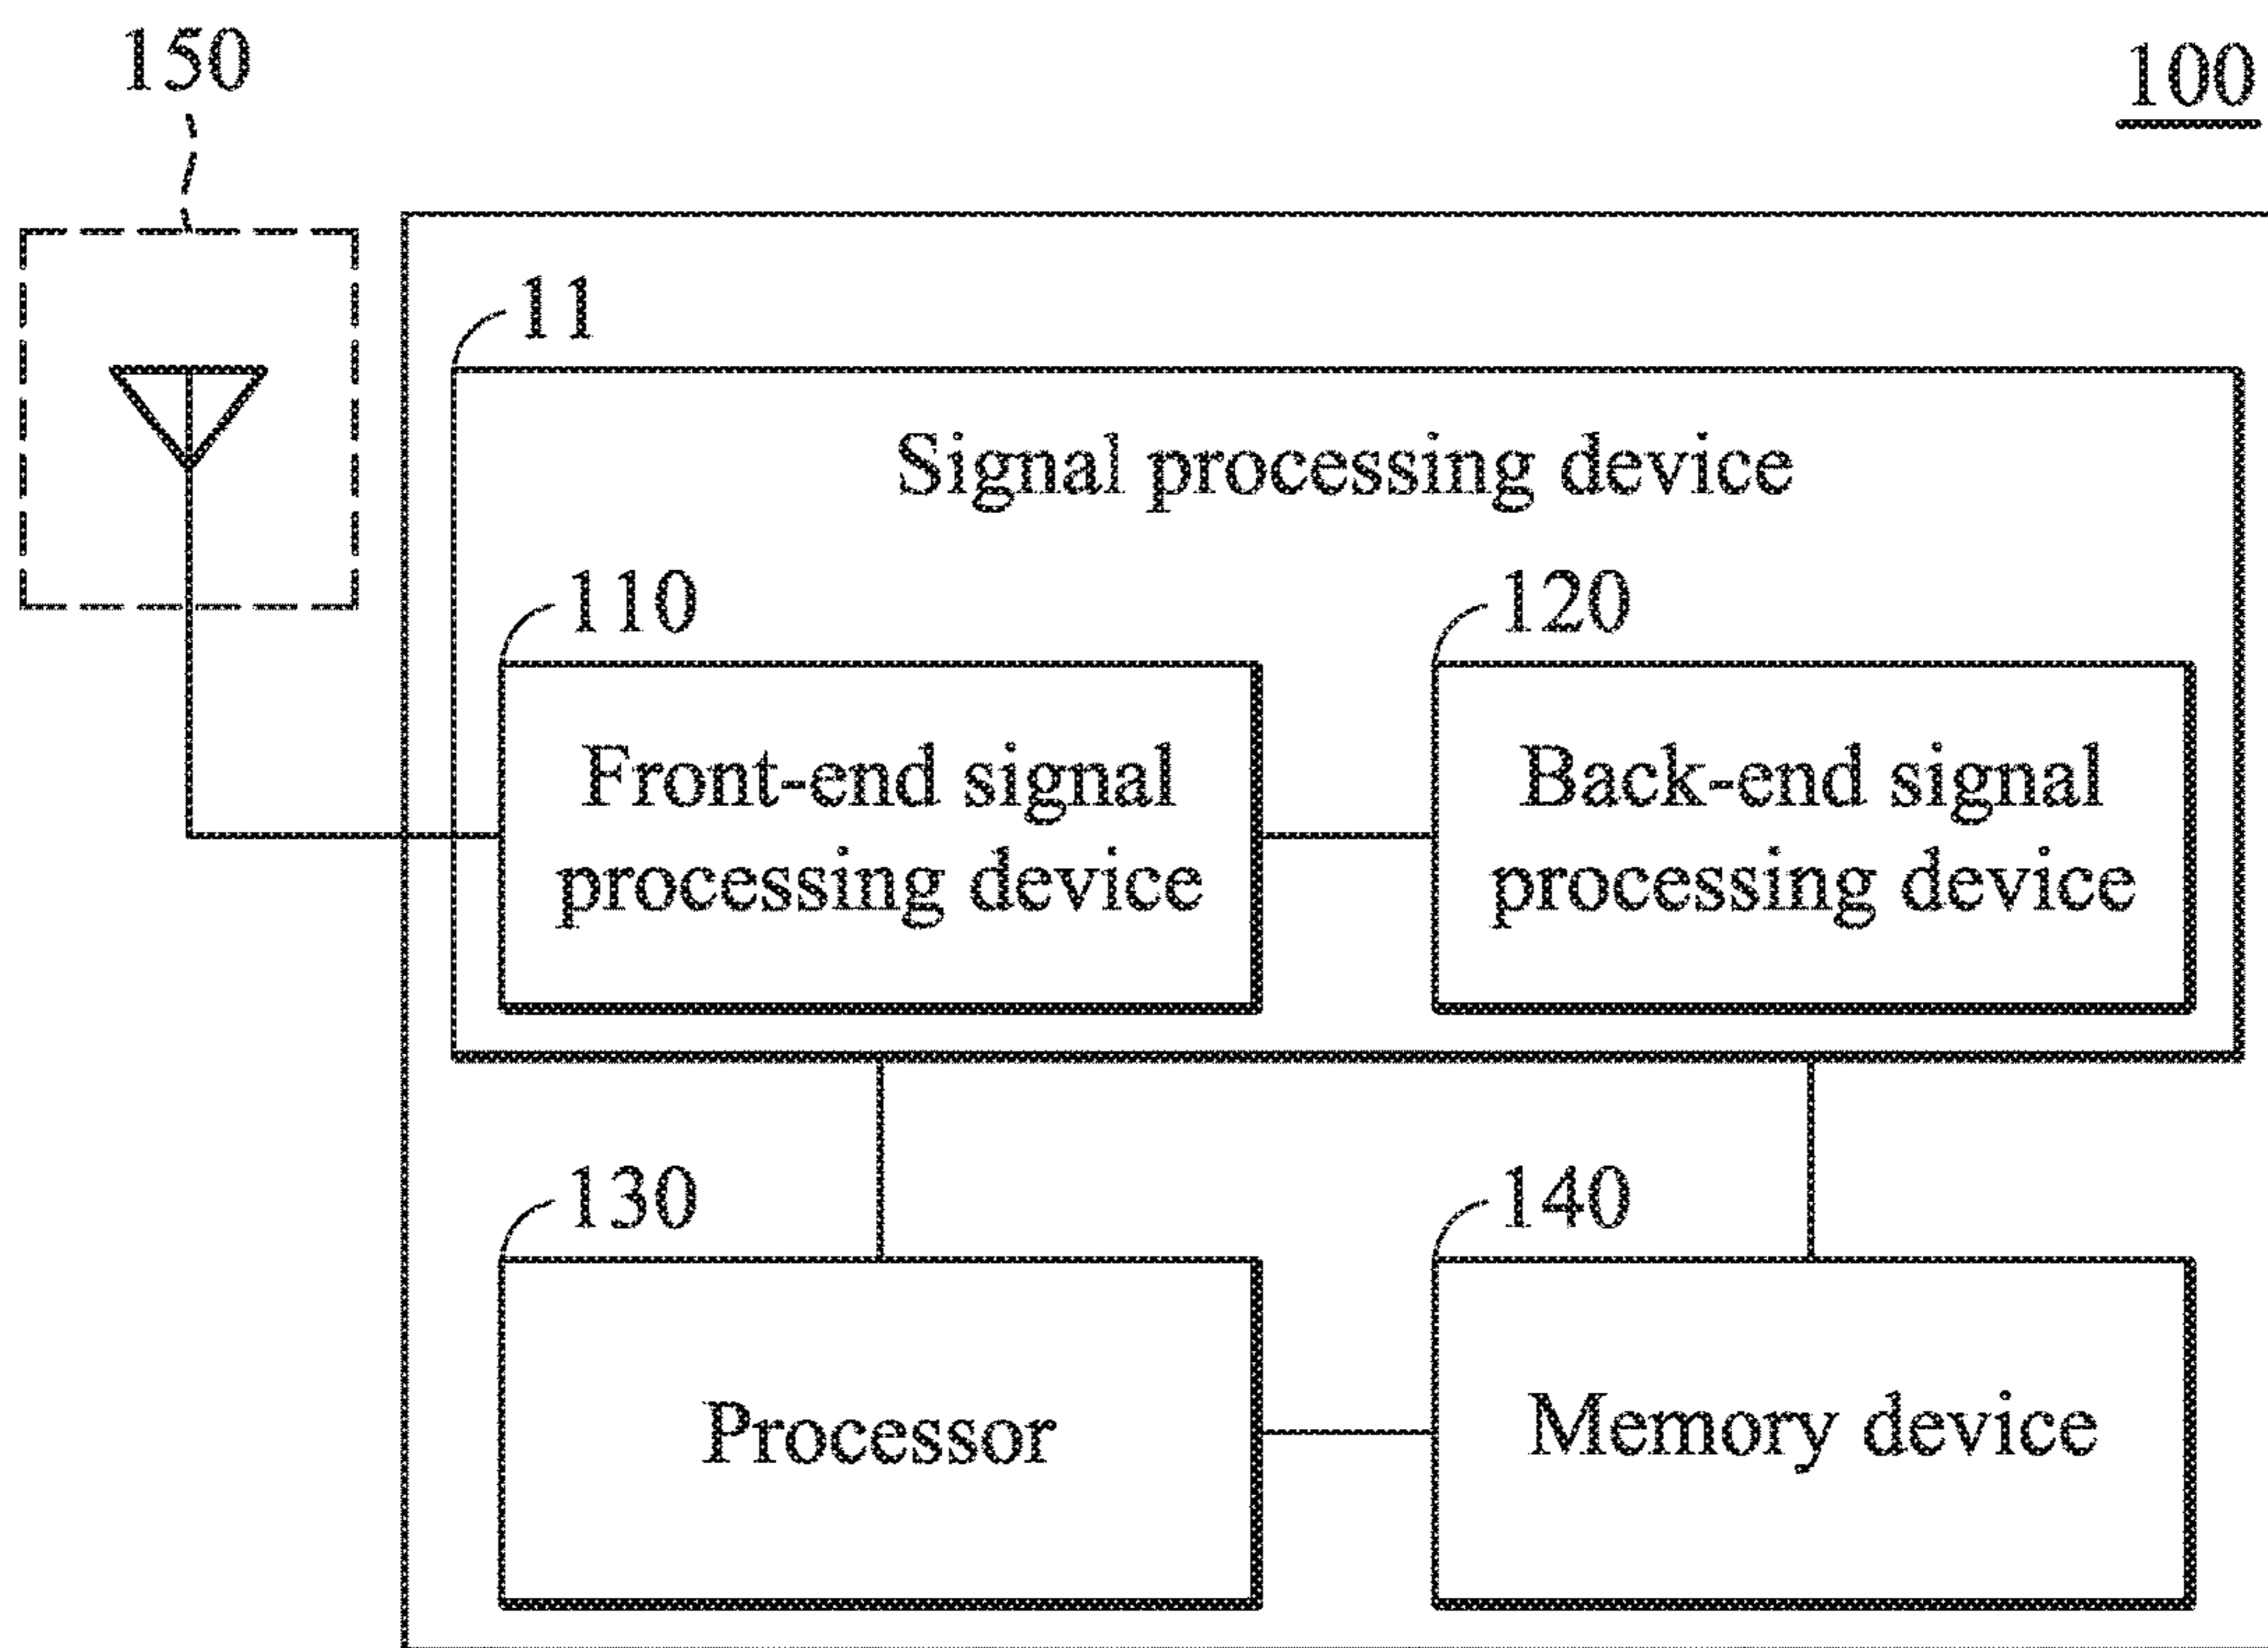 150
100
11
Signal processing device
110
120
Front-end signal
processing device
Back-end signal
processing device
130
140
Processor
Memory device